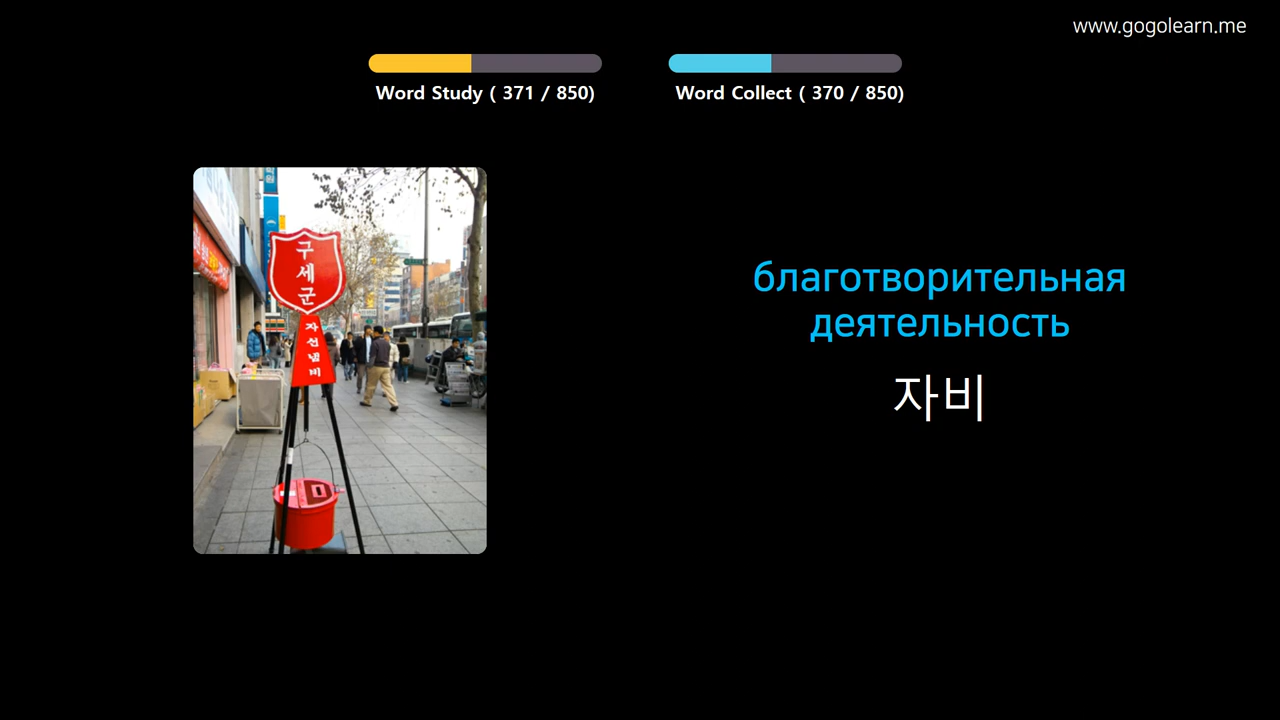 www.gogolearn.me
Word Study ( 371 / 850)
Word Collect ( 370 / 850)
구세군
자선냄비
благотворительная
деятельность
자비